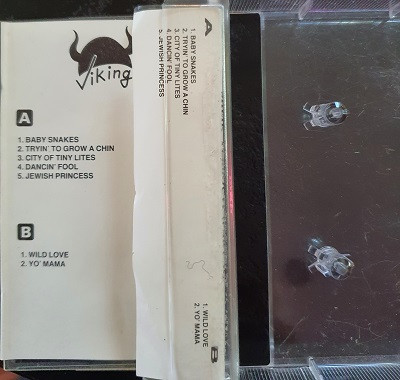 Viking
A
1. BABY SNAKES
2. TRYIN' TO GROW A CHIN
3. CITY OF TINY LITES
4. DANCIN' FOOL
5. JEWISH PRINCESS
B
1. WILD LOVE
2. YO' MAMA
A
1. BABY SNAKES
2. TRYIN' TO GROW A CHIN
3. CITY OF TINY LITES
4. DANCIN' FOOL
5. JEWISH PRINCESS
1. WILD LOVE
2. YO' MAMA
B